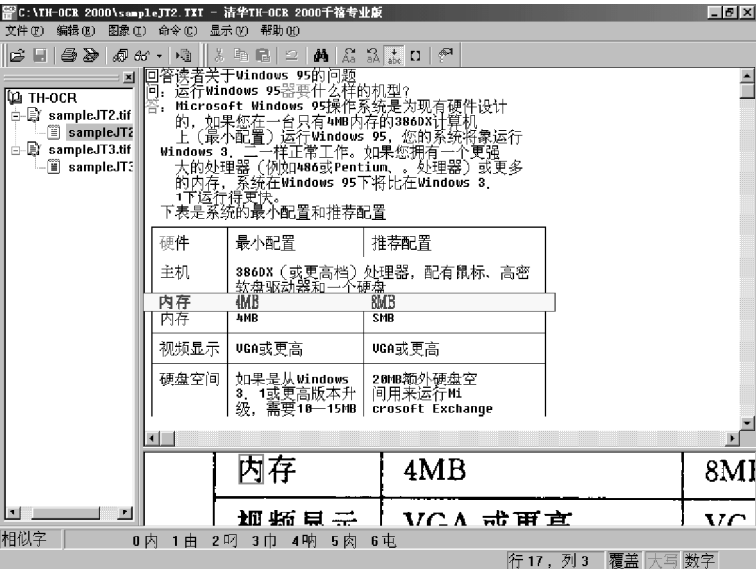 C:\TH-OCR 2000\sampleJT2.TXT - 清华TH-OCR 2000千禧专业版
文件(F) 编辑(E) 图象(I) 命令(C) 显示(V) 帮助(H)
TH-OCR
sampleJT2.tif
sampleJT2
sampleJT3.tif
sampleJT3
回答读者关于Windows 95的问题
问: 运行Windows 95器要什么样的机型?
答: Microsoft Windows 95操作系统是为现有硬件设计
的, 如果您在一台只有4MB内存的386DX计算机
上 (最小配置) 运行Windows 95, 您的系统将象运行
Windows 3. 二一样正常工作。如果您拥有一个更强
大的处理器 (例如486或Pentium、。处理器) 或更多
的内存, 系统在Windows 95下将比在Windows 3.
1下运行得更快。
下表是系统的最小配置和推荐配置
硬件 最小配置 推荐配置
主机 386DX (或更高档) 处理器, 配有鼠标、高密
软盘驱动器和一个硬盘
内存 4MB 8MB
内存 4MB SMB
视频显示 VGA或更高 VGA或更高
硬盘空间 如果是从Windows 20MB额外硬盘空
3. 1或更高版本升 间用来运行Mi
级, 需要10—15MB crosoft Exchange
内存 4MB 8MB
视频显示 VGA 或更高 VG
相似字 0内 1由 2叼 3巾 4呐 5肉 6屯
行 17, 列 3 覆盖 大写 数字